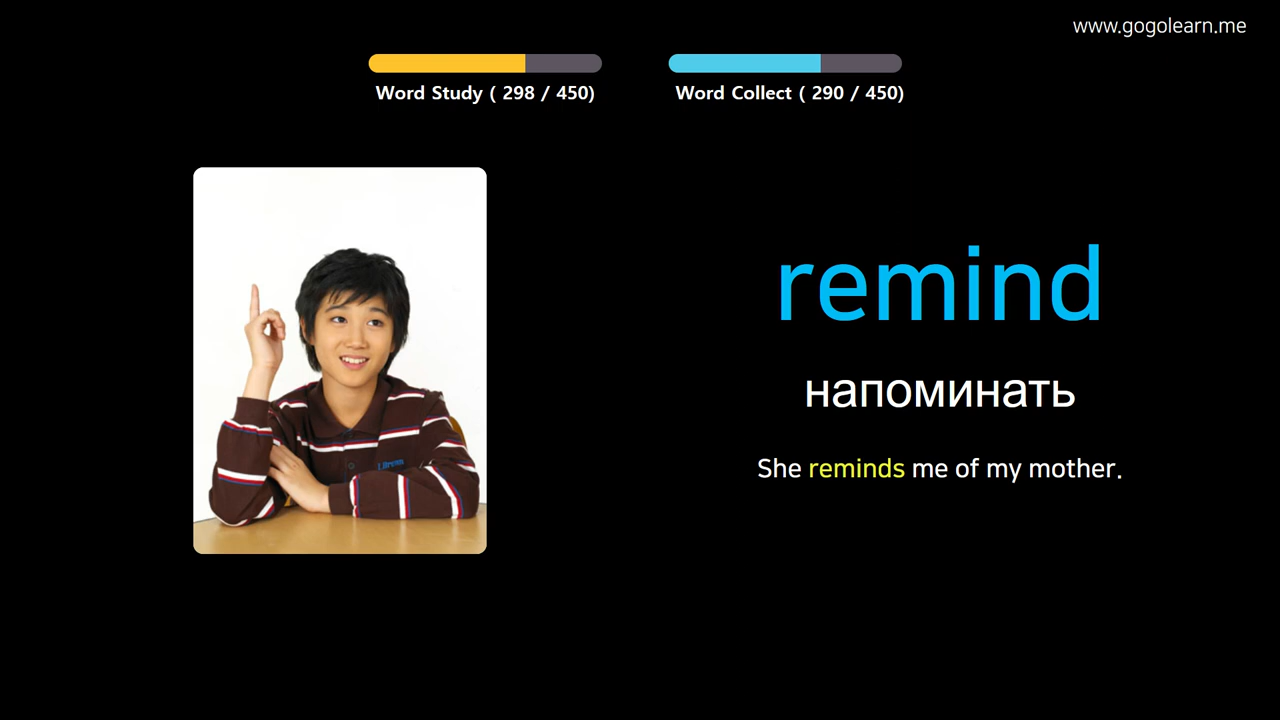 www.gogolearn.me
Word Study ( 298 / 450)
Word Collect ( 290 / 450)
remind
напоминать
She reminds me of my mother.